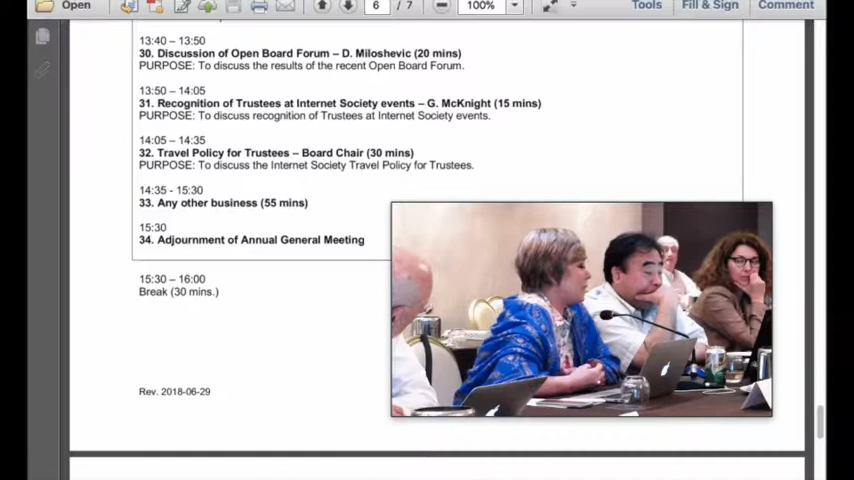 Open
6 / 7
100%
Tools
Fill & Sign
Comment
13:40 – 13:50
30. Discussion of Open Board Forum – D. Miloshevic (20 mins)
PURPOSE: To discuss the results of the recent Open Board Forum.
13:50 – 14:05
31. Recognition of Trustees at Internet Society events – G. McKnight (15 mins)
PURPOSE: To discuss recognition of Trustees at Internet Society events.
14:05 – 14:35
32. Travel Policy for Trustees – Board Chair (30 mins)
PURPOSE: To discuss the Internet Society Travel Policy for Trustees.
14:35 - 15:30
33. Any other business (55 mins)
15:30
34. Adjournment of Annual General Meeting
15:30 – 16:00
Break (30 mins.)
Rev. 2018-06-29